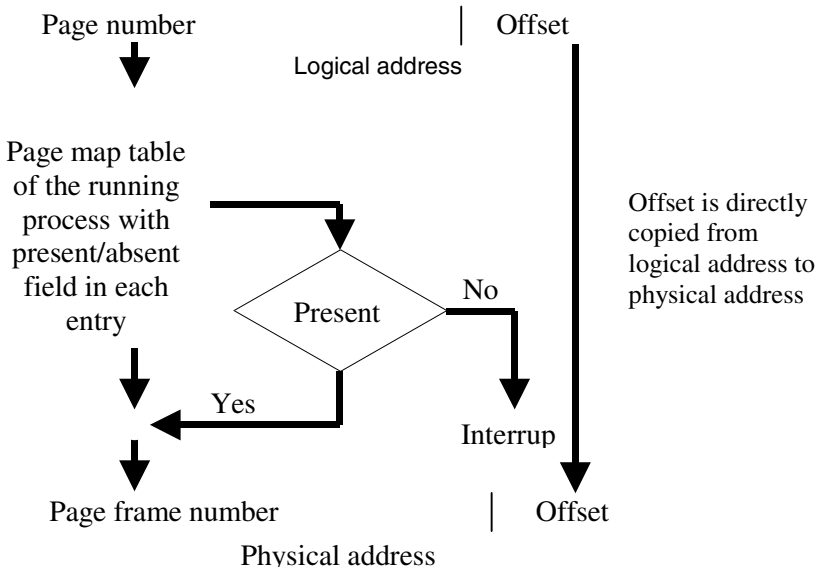 Page number | Offset
Logical address
Page map table
of the running
process with
present/absent
field in each
entry
Offset is directly
copied from
logical address to
physical address
No
Present
Yes
Interrup
Page frame number | Offset
Physical address